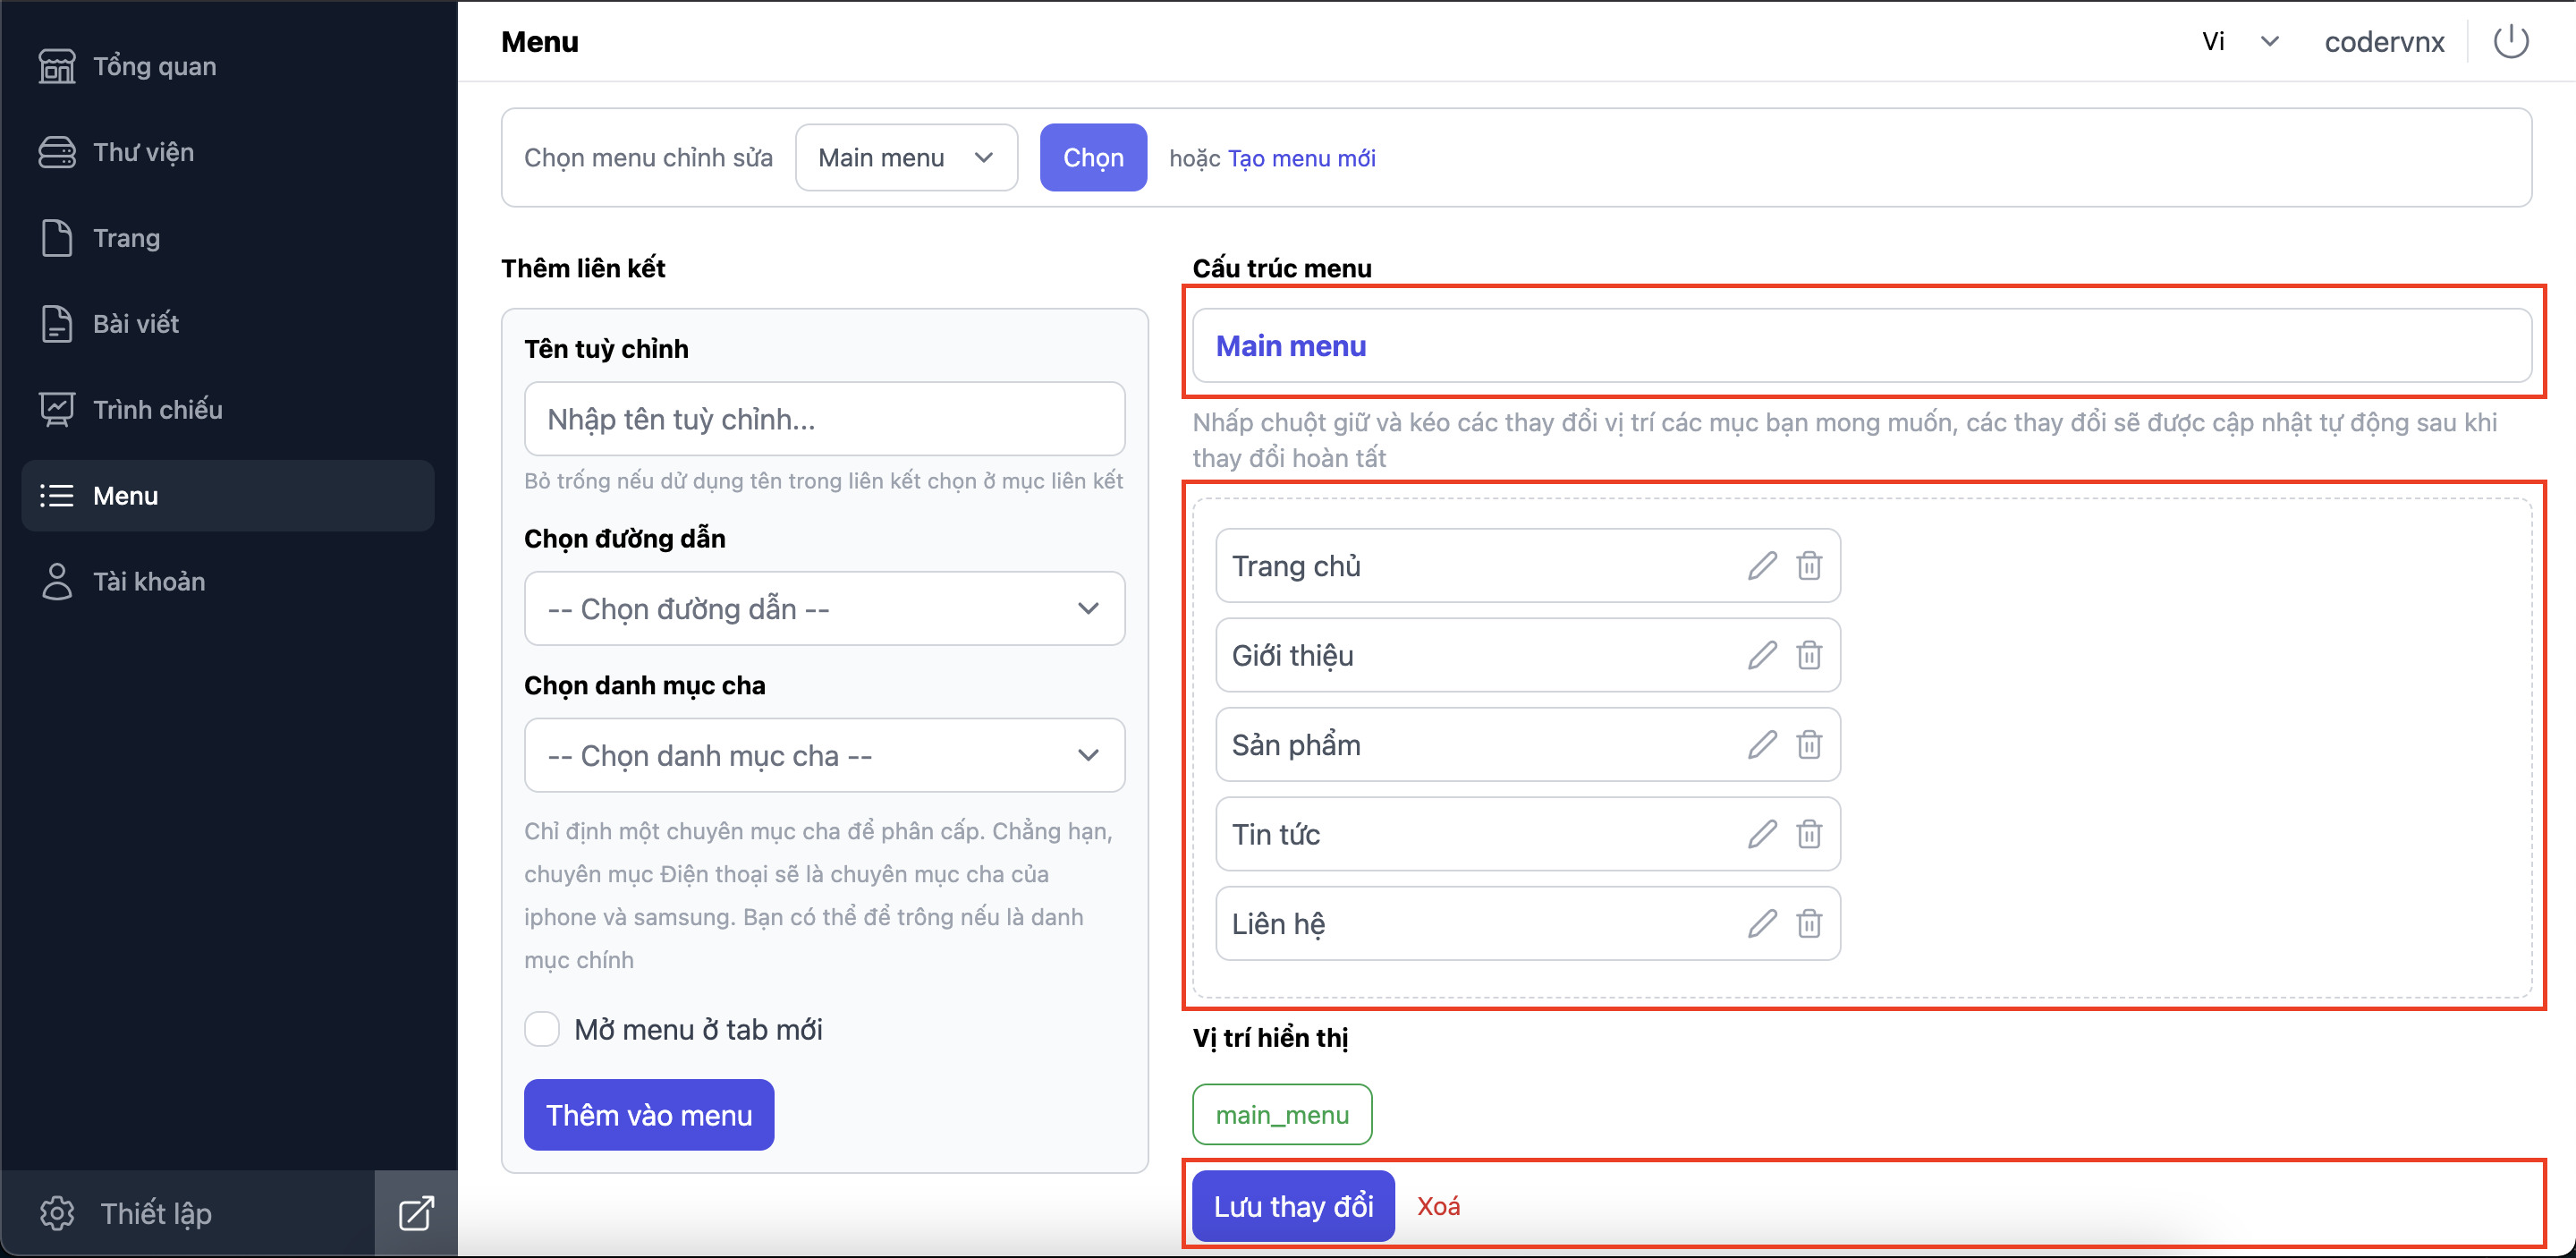 Tổng quan
Thư viện
Trang
Bài viết
Trình chiếu
Menu
Tài khoản
Thiết lập
Menu
Vi
codervnx
Chọn menu chỉnh sửa
Main menu
Chọn
hoặc Tạo menu mới
Thêm liên kết
Tên tuỳ chỉnh
Nhập tên tuỳ chỉnh...
Bỏ trống nếu dử dụng tên trong liên kết chọn ở mục liên kết
Chọn đường dẫn
-- Chọn đường dẫn --
Chọn danh mục cha
-- Chọn danh mục cha --
Chỉ định một chuyên mục cha để phân cấp. Chẳng hạn,
chuyên mục Điện thoại sẽ là chuyên mục cha của
iphone và samsung. Bạn có thể để trông nếu là danh
mục chính
Mở menu ở tab mới
Thêm vào menu
Cấu trúc menu
Main menu
Nhấp chuột giữ và kéo các thay đổi vị trí các mục bạn mong muốn, các thay đổi sẽ được cập nhật tự động sau khi
thay đổi hoàn tất
Trang chủ
Giới thiệu
Sản phẩm
Tin tức
Liên hệ
Vị trí hiển thị
main_menu
Lưu thay đổi
Xoá